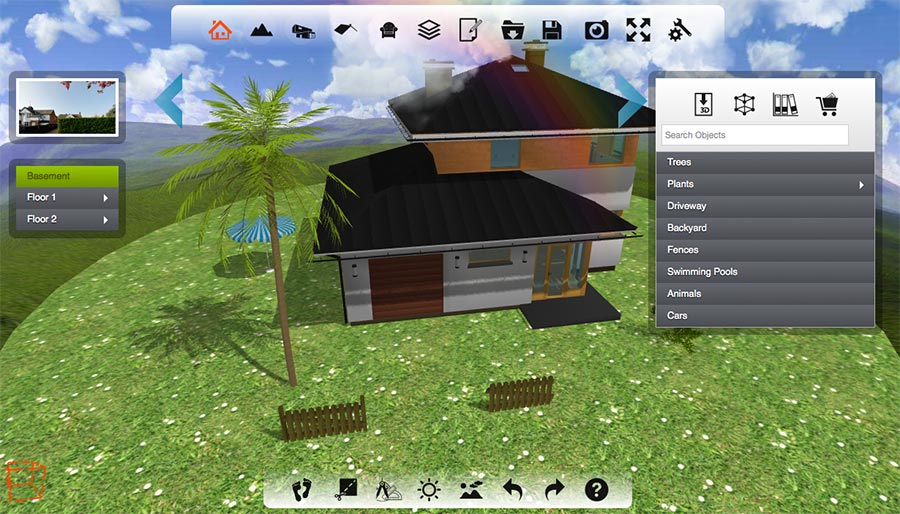 3D
Search Objects
Basement
Floor 1
Floor 2
Trees
Plants
Driveway
Backyard
Fences
Swimming Pools
Animals
Cars
?